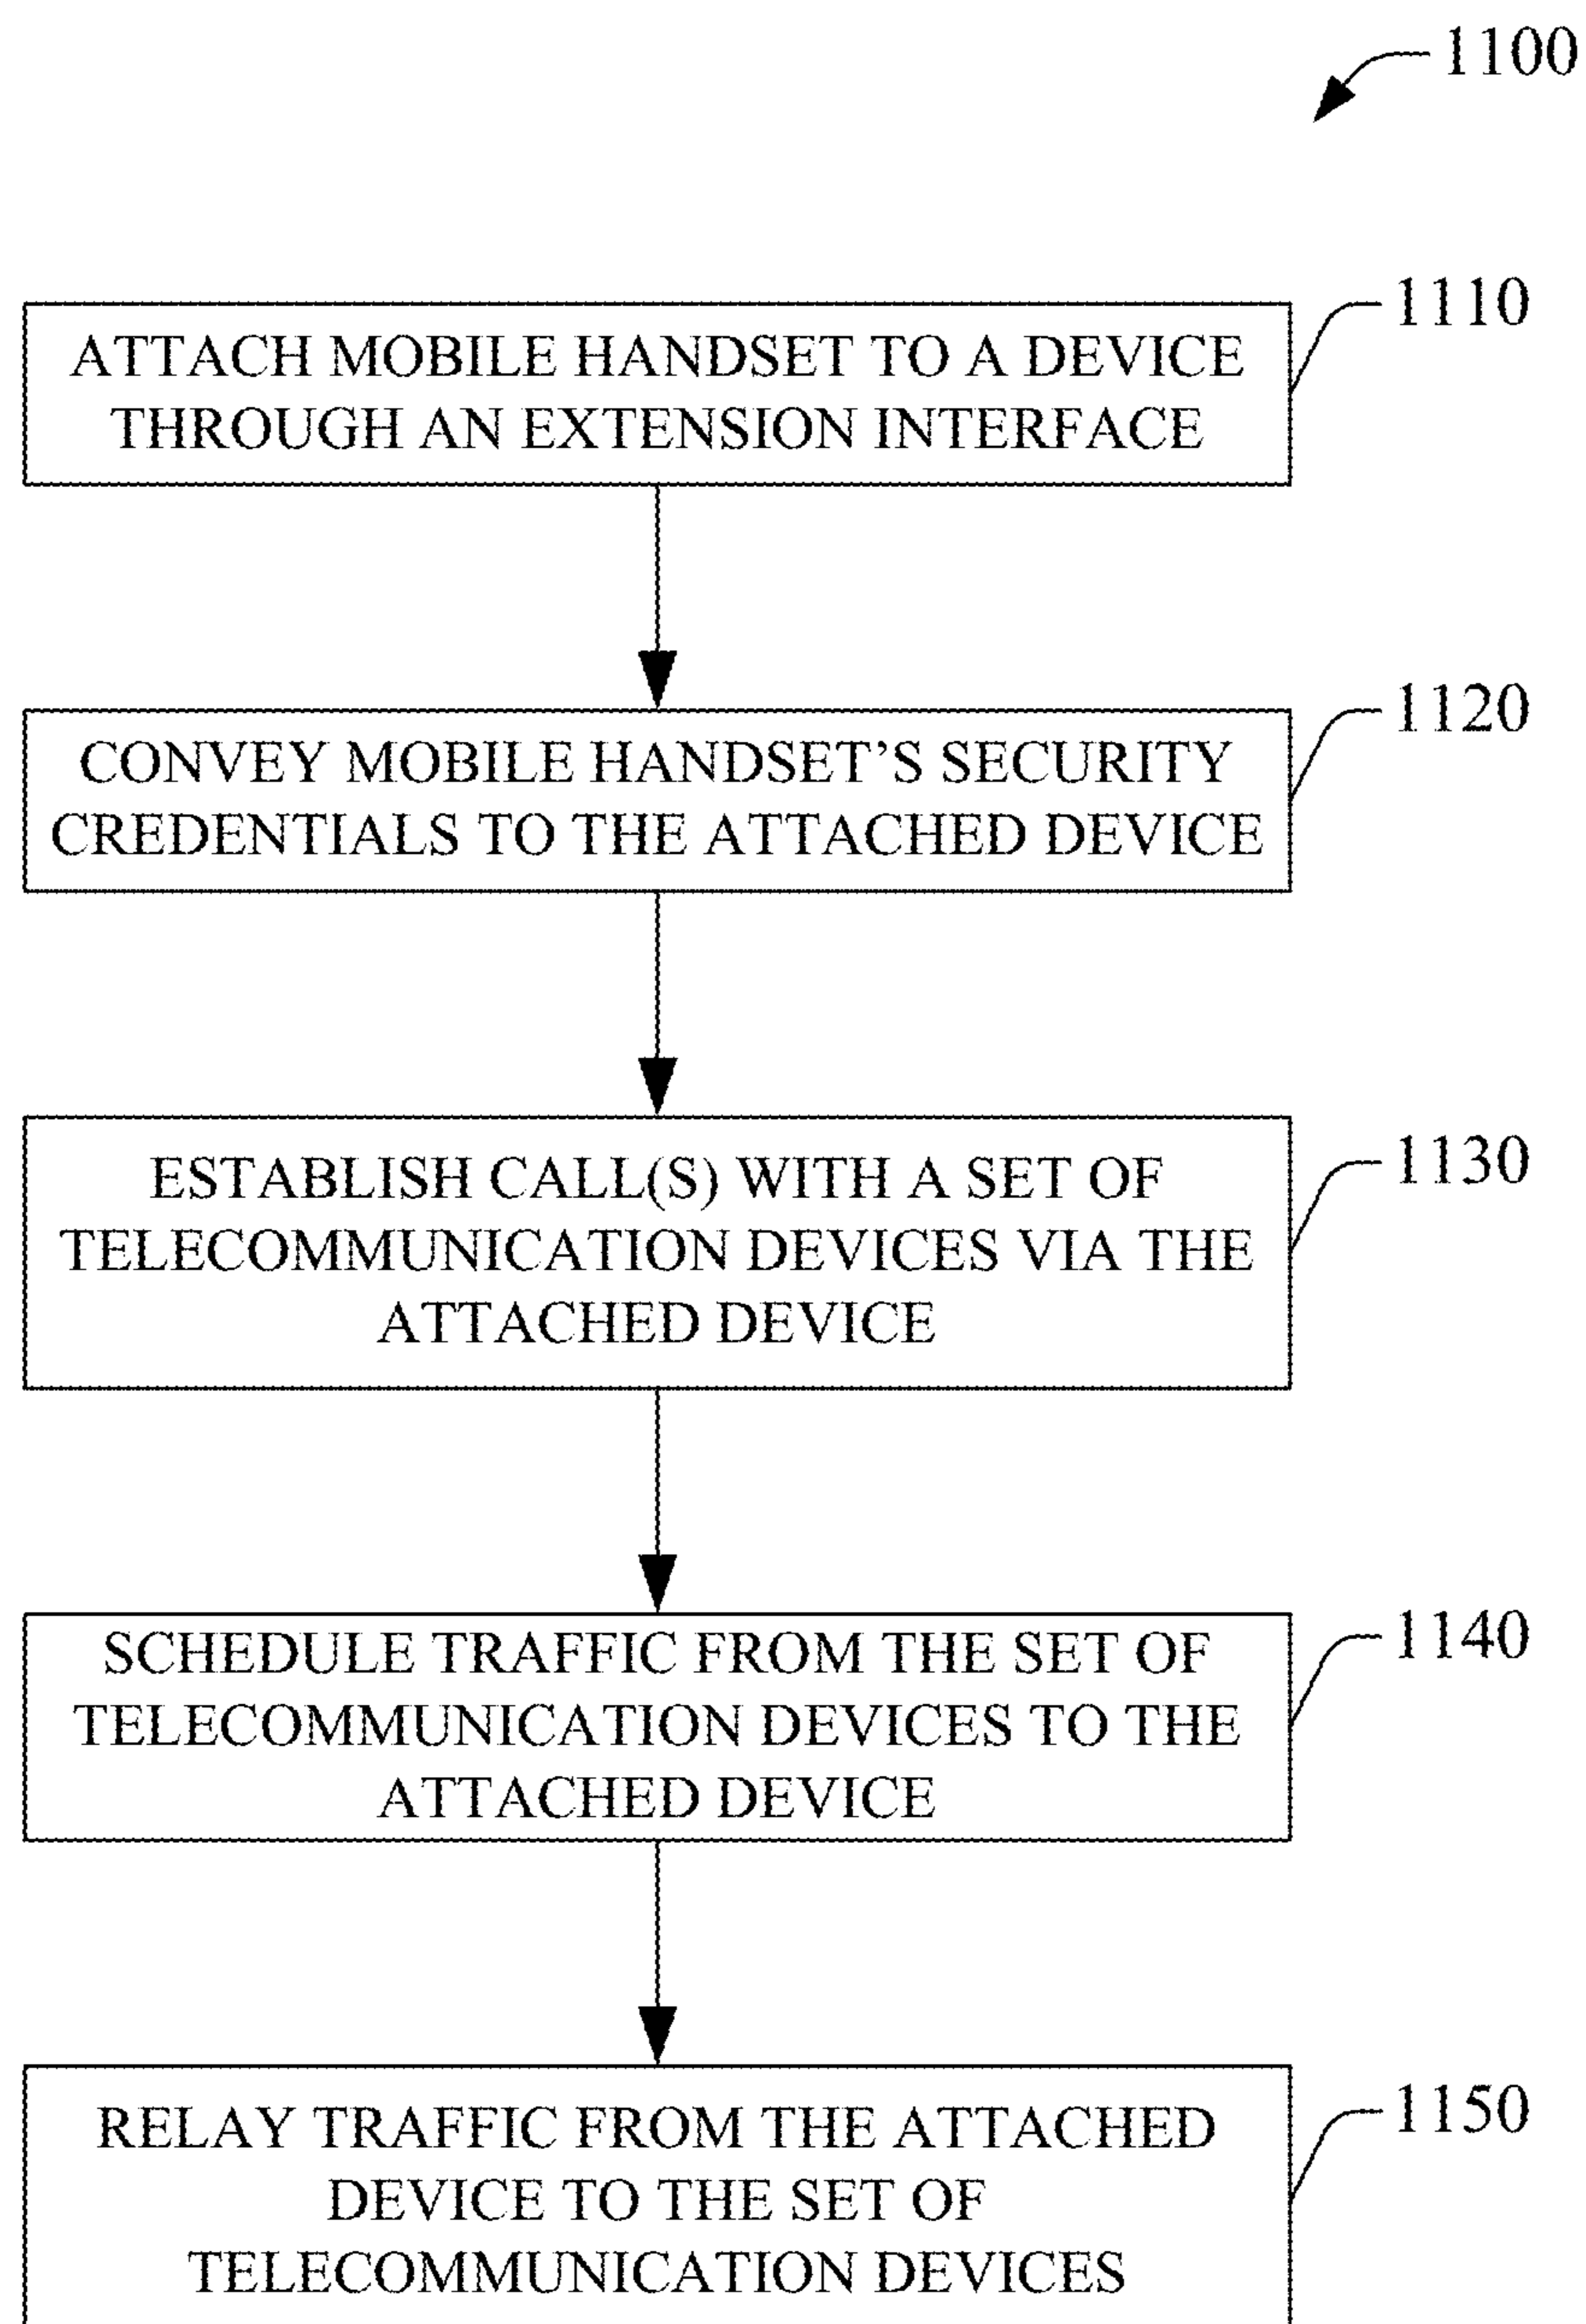 1100
1110
ATTACH MOBILE HANDSET TO A DEVICE
THROUGH AN EXTENSION INTERFACE
1120
CONVEY MOBILE HANDSET’S SECURITY
CREDENTIALS TO THE ATTACHED DEVICE
1130
ESTABLISH CALL(S) WITH A SET OF
TELECOMMUNICATION DEVICES VIA THE
ATTACHED DEVICE
1140
SCHEDULE TRAFFIC FROM THE SET OF
TELECOMMUNICATION DEVICES TO THE
ATTACHED DEVICE
1150
RELAY TRAFFIC FROM THE ATTACHED
DEVICE TO THE SET OF
TELECOMMUNICATION DEVICES